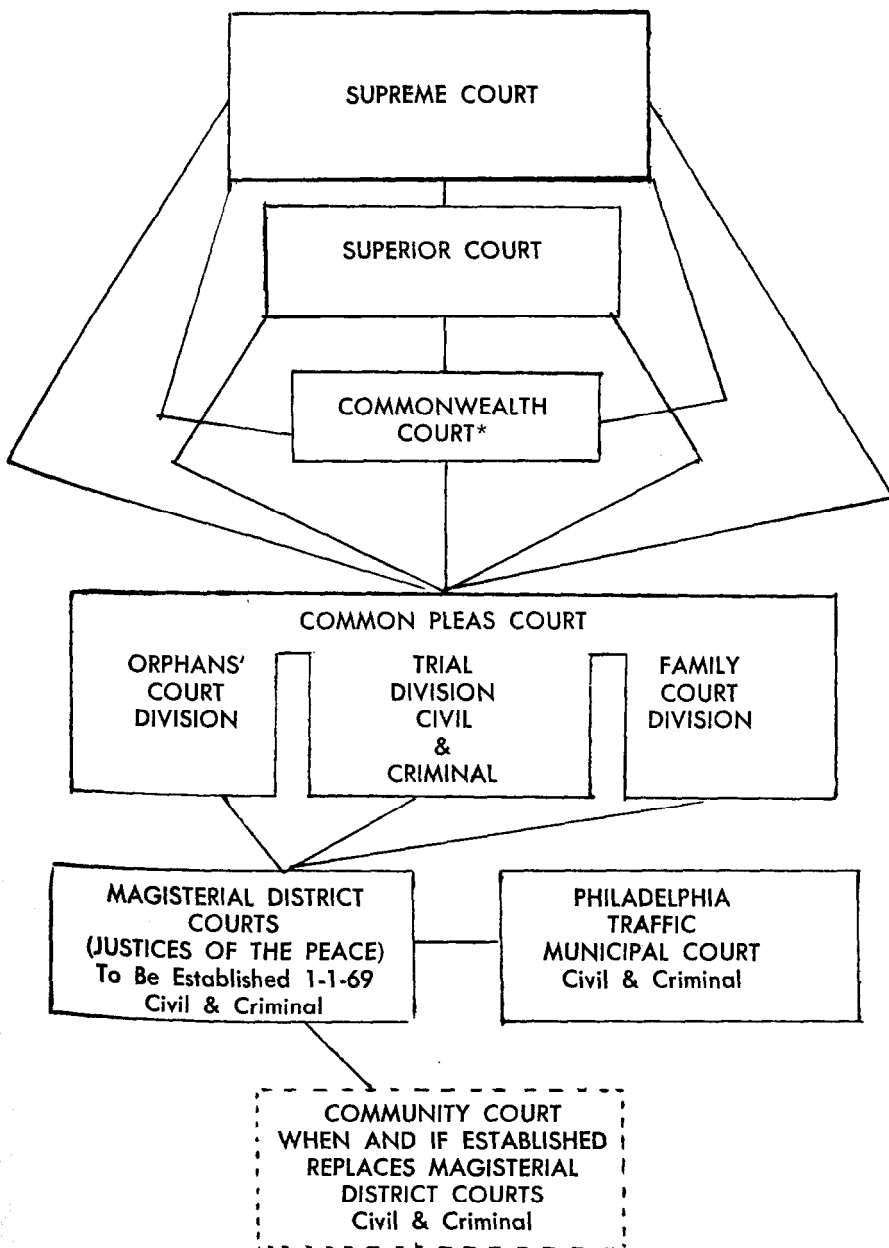 SUPREME COURT
SUPERIOR COURT
COMMONWEALTH
COURT*
COMMON PLEAS COURT
ORPHANS'
COURT
DIVISION
TRIAL
DIVISION
CIVIL
&
CRIMINAL
FAMILY
COURT
DIVISION
MAGISTERIAL DISTRICT
COURTS
(JUSTICES OF THE PEACE)
To Be Established 1-1-69
Civil & Criminal
PHILADELPHIA
TRAFFIC
MUNICIPAL COURT
Civil & Criminal
COMMUNITY COURT
WHEN AND IF ESTABLISHED
REPLACES MAGISTERIAL
DISTRICT COURTS
Civil & Criminal